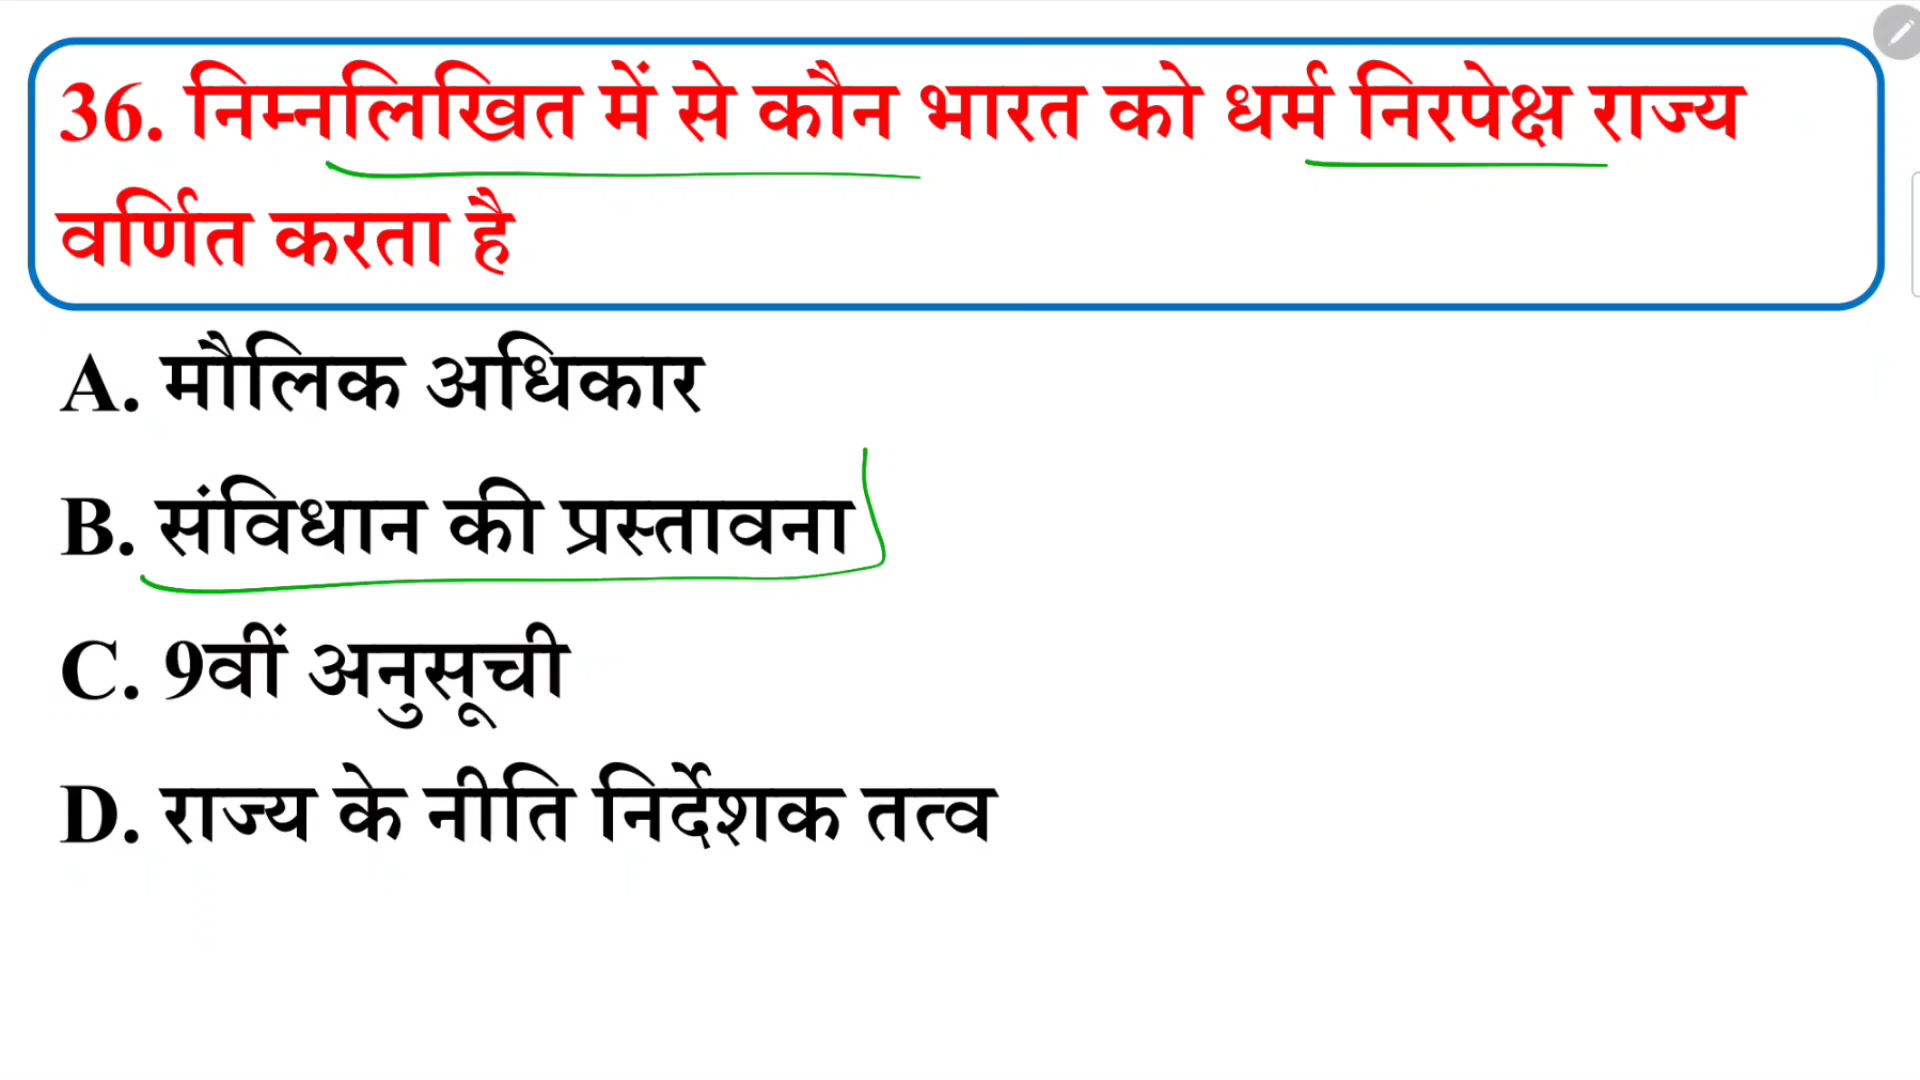 36. निम्नलिखित में से कौन भारत को धर्म निरपेक्ष राज्य
वर्णित करता है
A. मौलिक अधिकार
B. संविधान की प्रस्तावना
C. 9वीं अनुसूची
D. राज्य के नीति निर्देशक तत्व